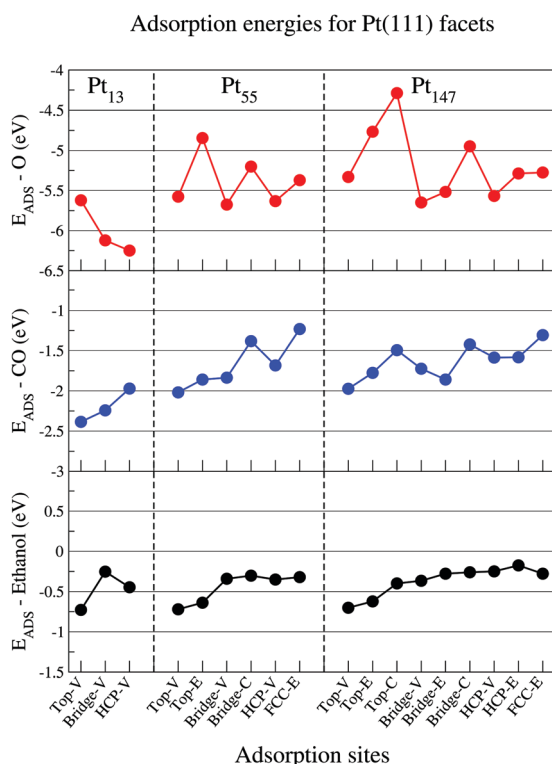 Adsorption energies for Pt(111) facets
Pt13 Pt55 Pt147
E_ADS - O (eV)
-4
-4.5
-5
-5.5
-6
-6.5
E_ADS - CO (eV)
-1
-1.5
-2
-2.5
-3
E_ADS - Ethanol (eV)
0.5
0
-0.5
-1
-1.5
Top-V
Bridge-V
HCP-V
Top-V
Top-E
Bridge-V
Bridge-C
HCP-V
FCC-E
Top-V
Top-E
Top-C
Bridge-V
Bridge-E
Bridge-C
HCP-V
HCP-E
FCC-E
Adsorption sites